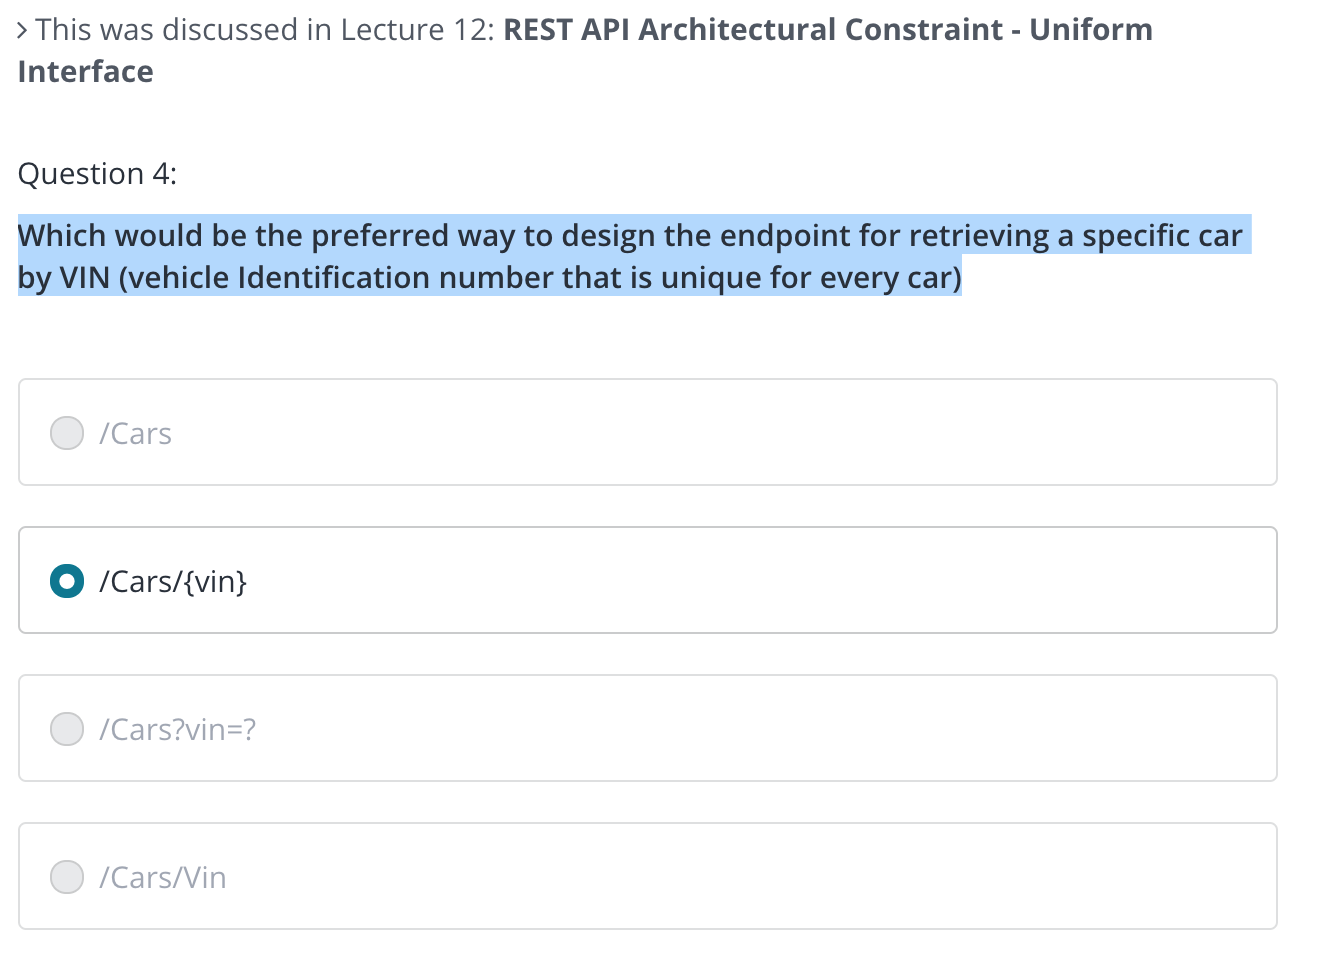 > This was discussed in Lecture 12: REST API Architectural Constraint - Uniform
Interface
Question 4:
Which would be the preferred way to design the endpoint for retrieving a specific car
by VIN (vehicle Identification number that is unique for every car)
/Cars
/Cars/{vin}
/Cars?vin=?
/Cars/Vin